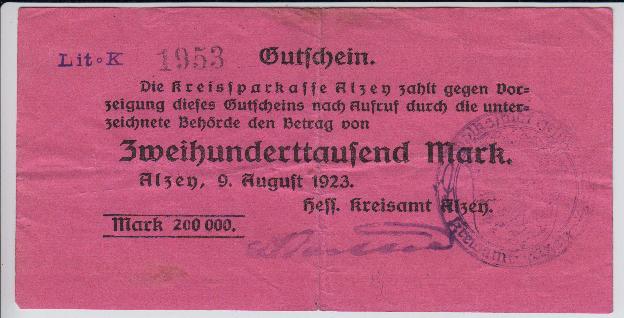 Lit. K 1953 Gutschein.
Die Kreissparkasse Alzey zahlt gegen Vor-
zeigung dieses Gutscheins nach Aufruf durch die unter-
zeichnete Behörde den Betrag von
Zweihunderttausend Mark.
Alzey, 9. August 1923.
Hess. Kreisamt Alzey.
Mark 200 000.